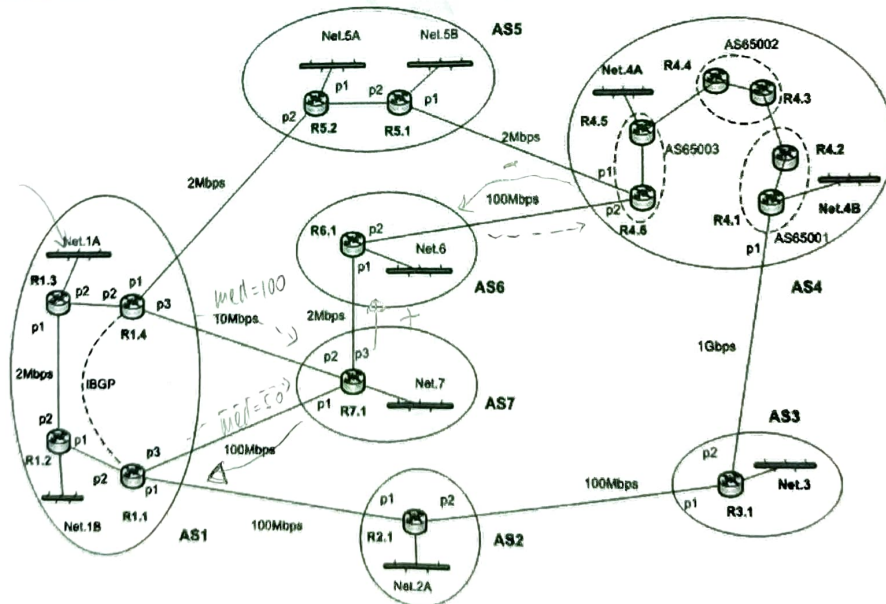 Net.5A
Net.5B
AS5
p1
p2
p1
p2
R5.2
R5.1
2Mbps
2Mbps
AS65002
R4.4
R4.3
Net.4A
R4.5
AS65003
R4.2
p1
p2
R4.6
R4.1
Net.4B
AS65001
p1
AS4
100Mbps
R6.1
p2
p1
Net.6
AS6
2Mbps
Net.1A
R1.3
p2
p2
p1
p3
p1
R1.4
med=100
10Mbps
2Mbps
IBGP
p2
p3
Net.7
p1
R7.1
AS7
med=50
100Mbps
p2
p1
R1.2
p3
p2
p1
Net.1B
R1.1
AS1
100Mbps
p1
p2
R2.1
Net.2A
AS2
100Mbps
1Gbps
AS3
p2
Net.3
p1
R3.1